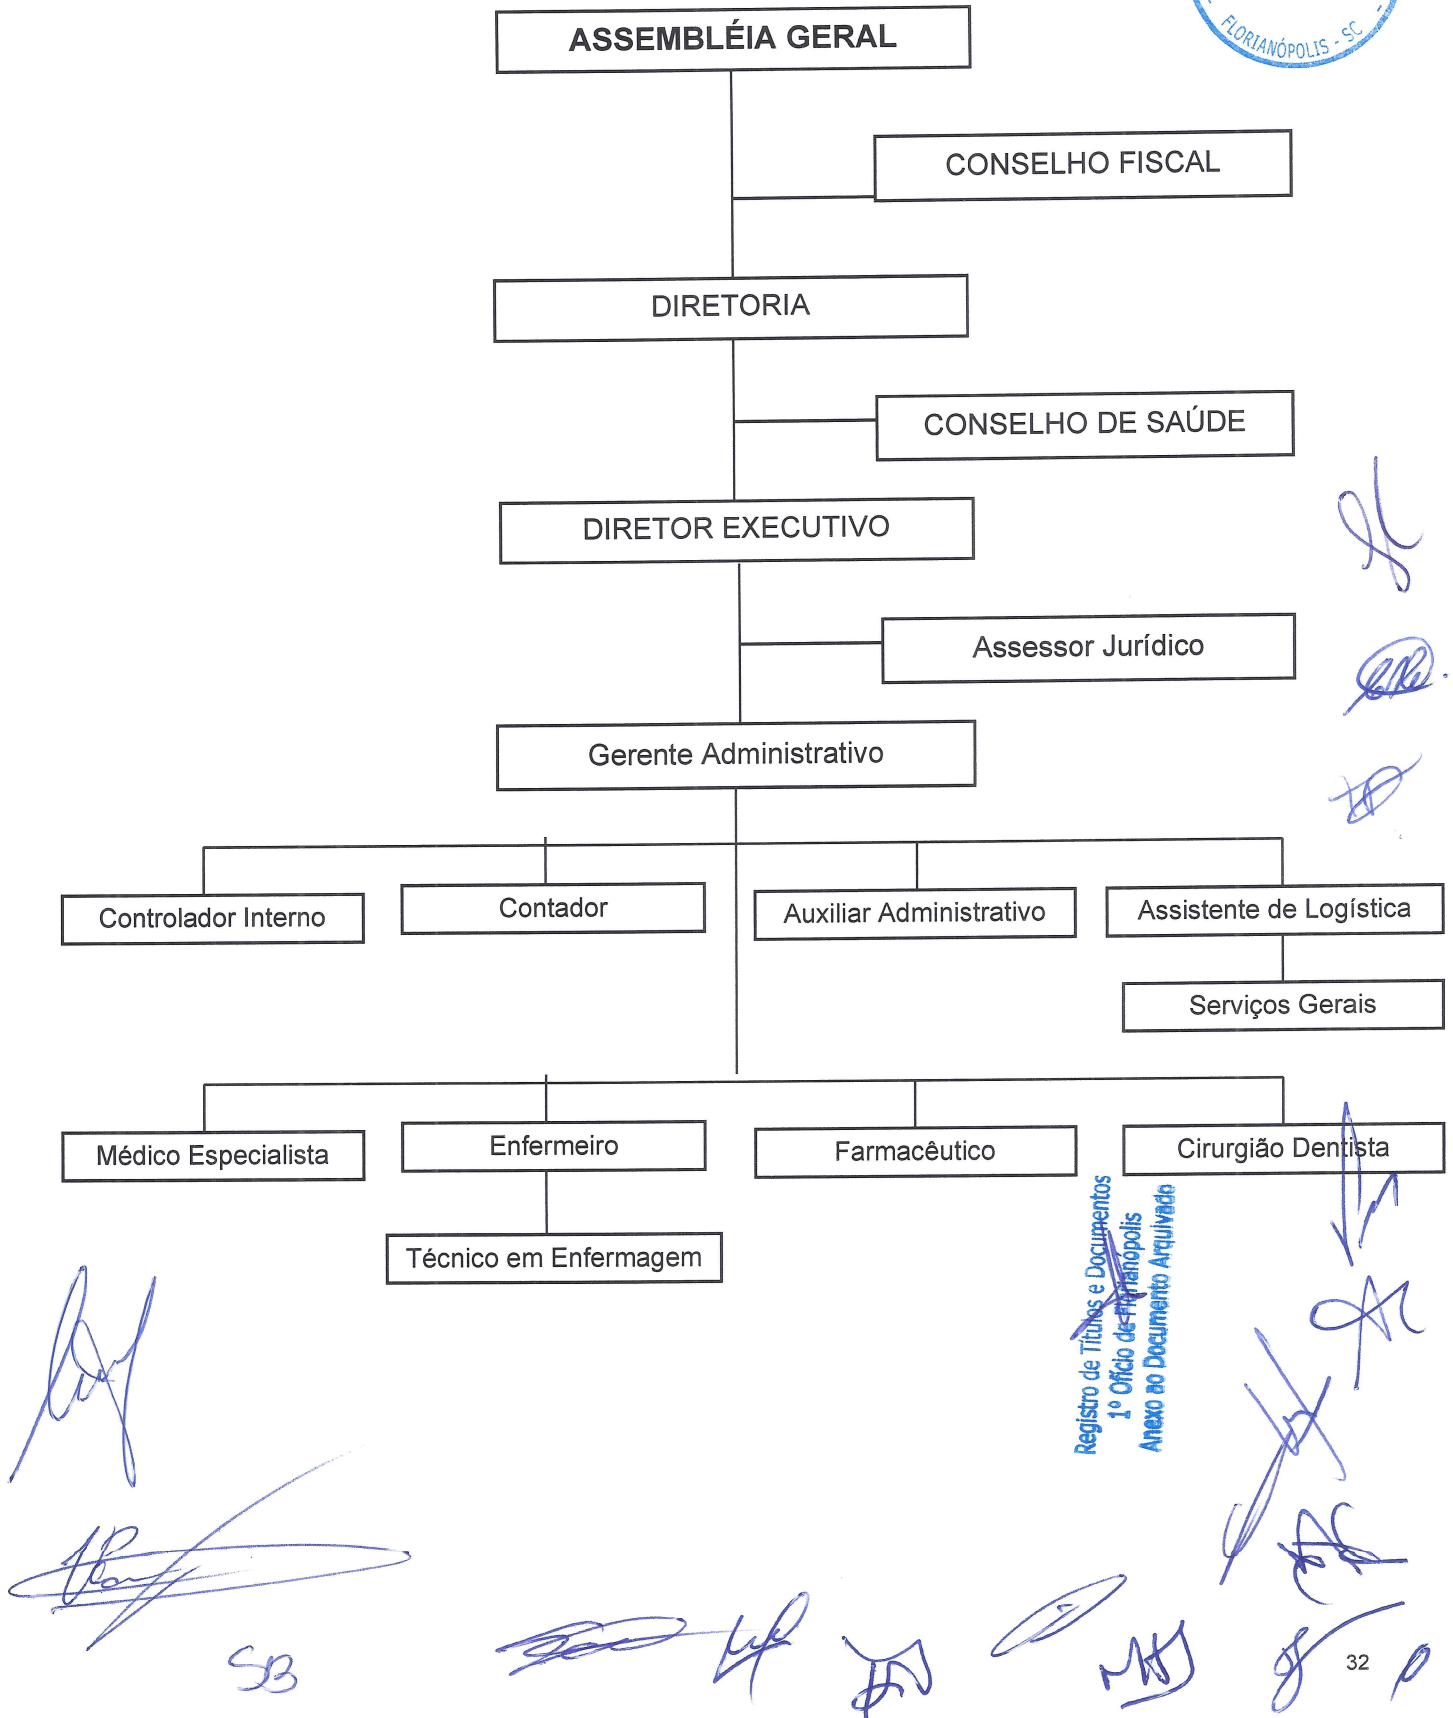 ASSEMBLÉIA GERAL
FLORIANÓPOLIS - SC
CONSELHO FISCAL
DIRETORIA
CONSELHO DE SAÚDE
DIRETOR EXECUTIVO
Assessor Jurídico
Gerente Administrativo
Controlador Interno
Contador
Auxiliar Administrativo
Assistente de Logística
Serviços Gerais
Médico Especialista
Enfermeiro
Farmacêutico
Cirurgião Dentista
Técnico em Enfermagem
Registro de Títulos e Documentos
1º Ofício de Florianópolis
Anexo ao Documento Arquivado
SB
32